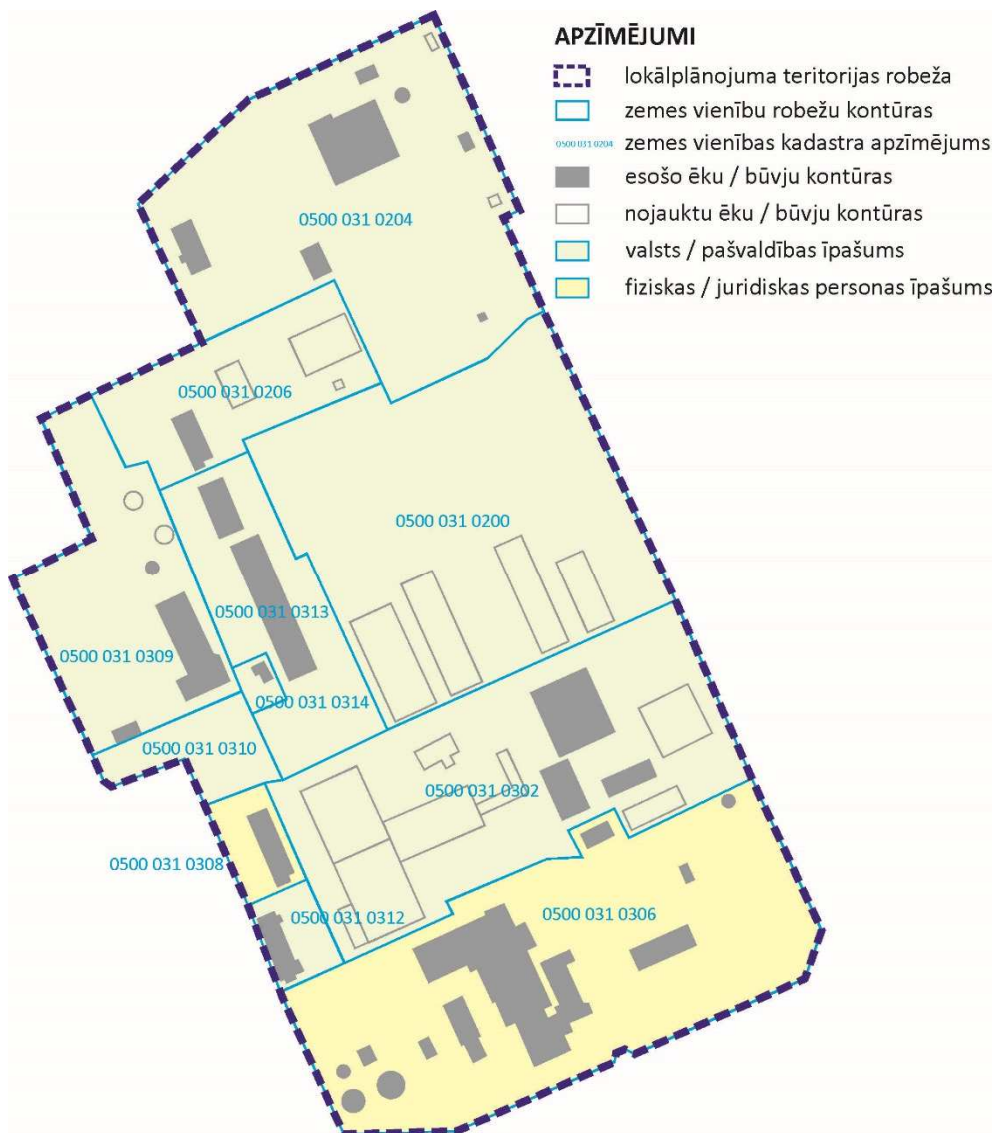 APZĪMĒJUMI
lokālplānojuma teritorijas robeža
zemes vienību robežu kontūras
0500 031 0204 zemes vienības kadastra apzīmējums
esošo ēku / būvju kontūras
nojauktu ēku / būvju kontūras
valsts / pašvaldības īpašums
fiziskas / juridiskas personas īpašums
0500 031 0204
0500 031 0206
0500 031 0200
0500 031 0313
0500 031 0309
0500 031 0314
0500 031 0310
0500 031 0302
0500 031 0308
0500 031 0312
0500 031 0306